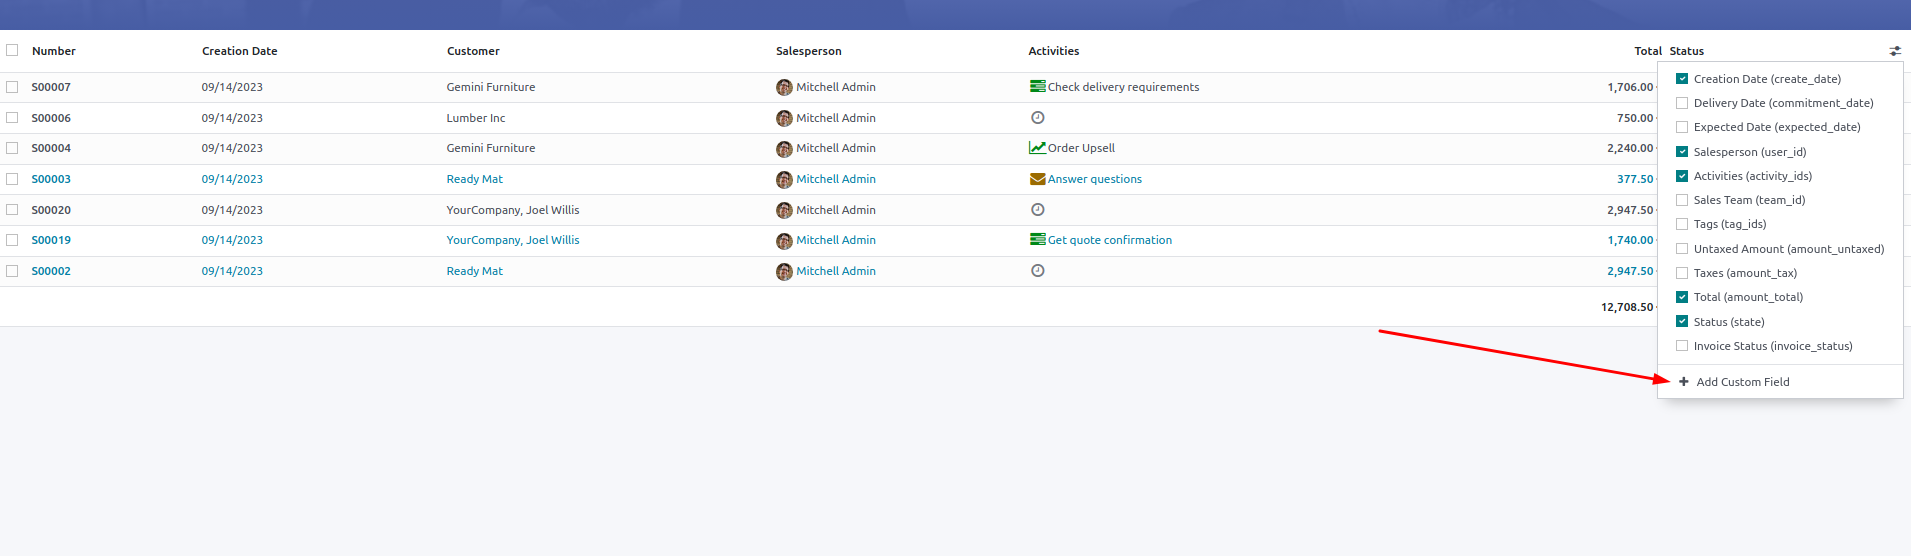 Number Creation Date Customer Salesperson Activities Total Status
S00007 09/14/2023 Gemini Furniture Mitchell Admin Check delivery requirements 1,706.00
S00006 09/14/2023 Lumber Inc Mitchell Admin 750.00
S00004 09/14/2023 Gemini Furniture Mitchell Admin Order Upsell 2,240.00
S00003 09/14/2023 Ready Mat Mitchell Admin Answer questions 377.50
S00020 09/14/2023 YourCompany, Joel Willis Mitchell Admin 2,947.50
S00019 09/14/2023 YourCompany, Joel Willis Mitchell Admin Get quote confirmation 1,740.00
S00002 09/14/2023 Ready Mat Mitchell Admin 2,947.50
12,708.50
Creation Date (create_date)
Delivery Date (commitment_date)
Expected Date (expected_date)
Salesperson (user_id)
Activities (activity_ids)
Sales Team (team_id)
Tags (tag_ids)
Untaxed Amount (amount_untaxed)
Taxes (amount_tax)
Total (amount_total)
Status (state)
Invoice Status (invoice_status)
Add Custom Field